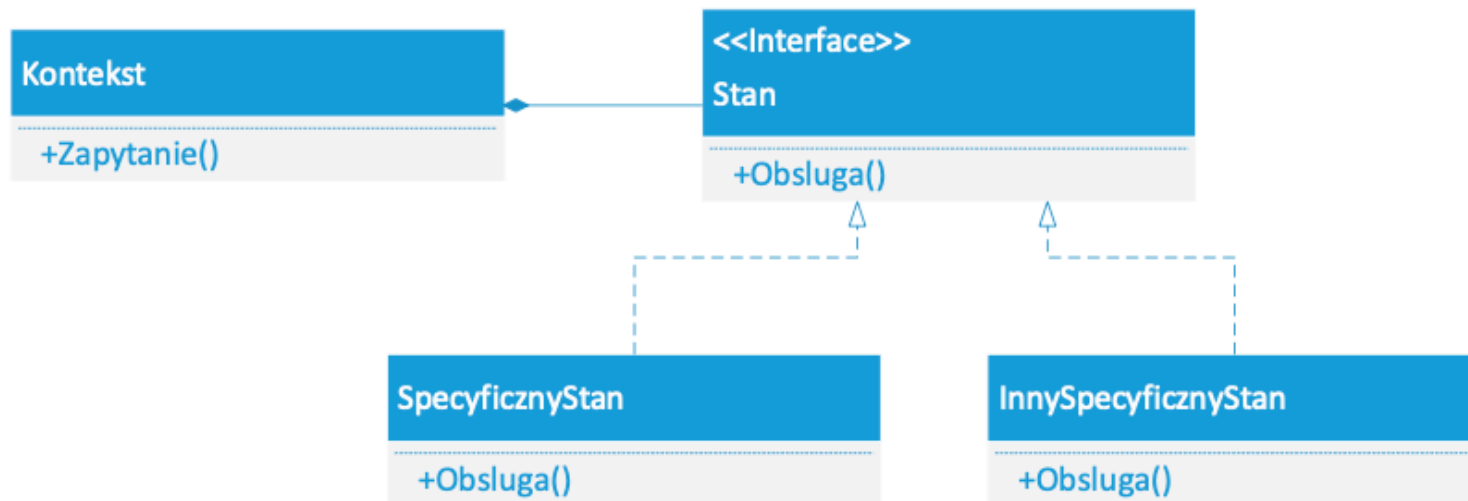 Kontekst
+Zapytanie()
<<Interface>>
Stan
+Obsluga()
SpecyficznyStan
+Obsluga()
InnySpecyficznyStan
+Obsluga()